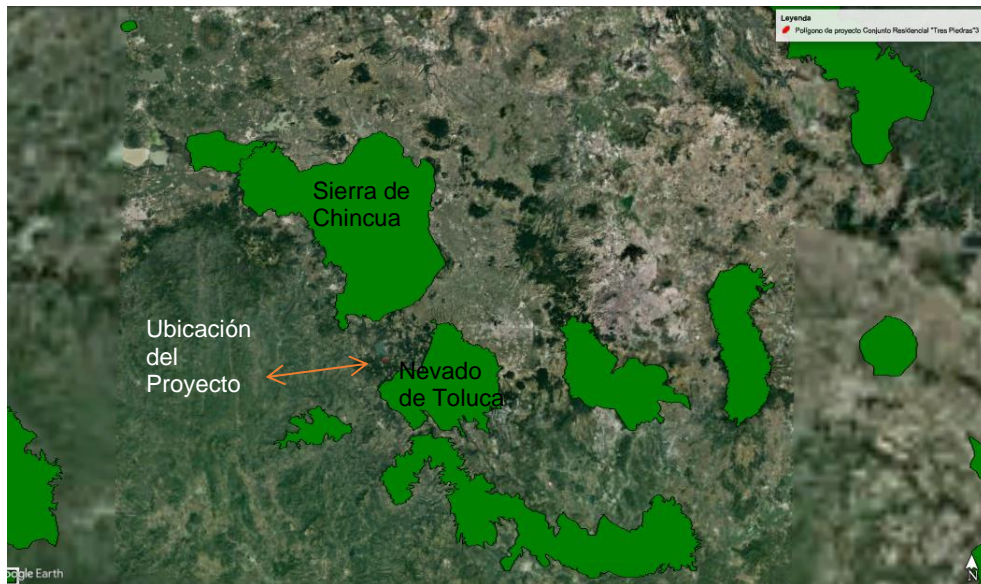 Leyenda
Polígono de proyecto Conjunto Residencial "Tres Piedras"3
Sierra de
Chincua
Ubicación
del
Proyecto
Nevado
de Toluca
ogle Earth
N